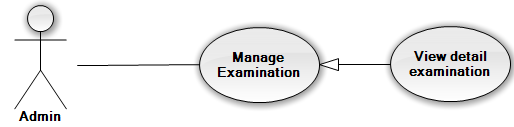 Manage
Examination
View detail
examination
Admin